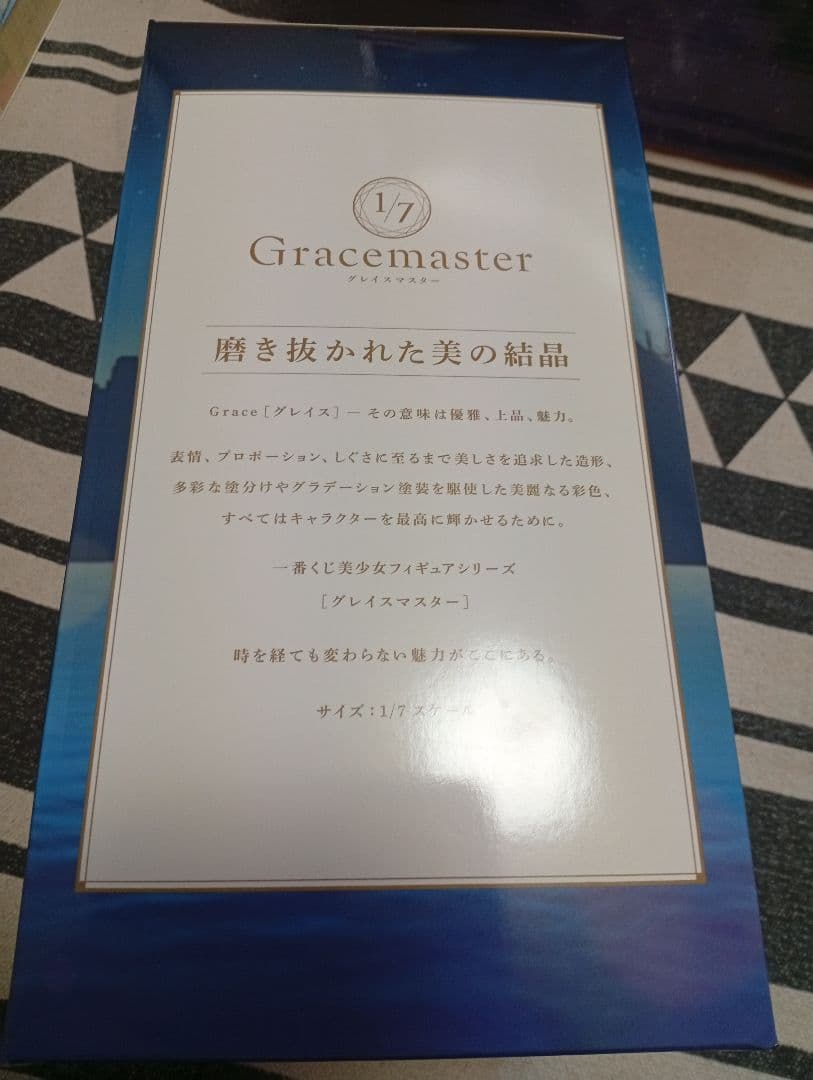 1/7
Gracemaster
グレイスマスター
磨き抜かれた美の結晶
Grace［グレイス］— その意味は優雅、上品、魅力。
表情、プロポーション、しぐさに至るまで美しさを追求した造形、
多彩な塗分けやグラデーション塗装を駆使した美麗なる彩色、
すべてはキャラクターを最高に輝かせるために。
一番くじ美少女フィギュアシリーズ
［グレイスマスター］
時を経ても変わらない魅力がここにある。
サイズ：1/7 スケール